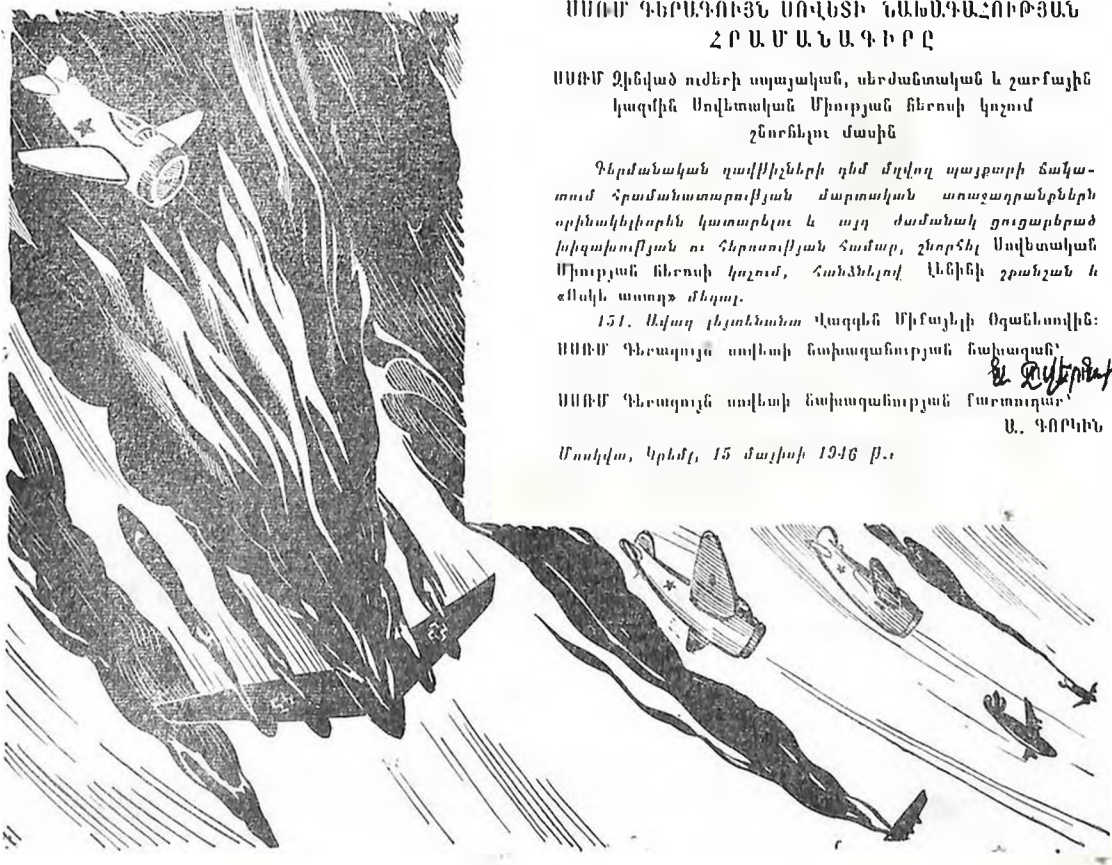 ՍՍՌՄ ԳԵՐԱԳՈՒՅՆ ՍՈՎԵՏԻ ՆԱԽԱԳԱՀՈՒԹՅԱՆ
ՀՐԱՄԱՆԱԳԻՐԸ
ՍՍՌՄ Զինված ուժերի սպայական, սերժանտական և շարքային
կազմին Սովետական Միության հերոսի կոչում
շնորհելու մասին
Գերմանական զավթիչների դեմ մղվող պայքարի ճակա-
տում հրամանատարության մարտական առաջադրանքներն
օրինակելիորեն կատարելու և այդ ժամանակ ցուցաբերած
խիզախության ու հերոսության համար, շնորհել Սովետական
Միության հերոսի կոչում, հանձնելով Լենինի շքանշան և
«Ոսկե աստղ» մեդալ.
151. Ավագ լեյտենանտ Վազգեն Միքայելի Օգանեսովին:
ՍՍՌՄ Գերագույն սովետի նախագահության նախագահ՝
Ն. Շվերնիկ
ՍՍՌՄ Գերագույն սովետի նախագահության քարտուղար՝
Ա. ԳՈՐԿԻՆ
Մոսկվա, Կրեմլ, 15 մայիսի 1946 թ.: